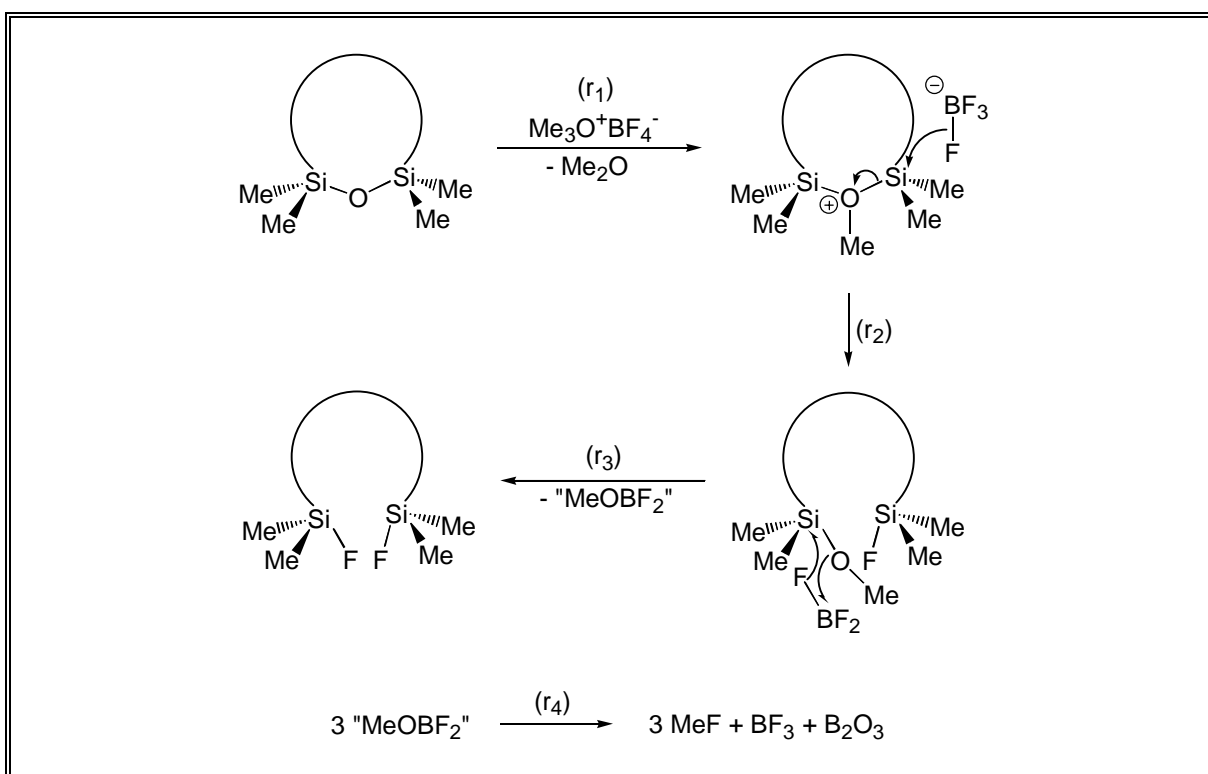 (r1)
Me3O+BF4-
- Me2O
Me Si O Si Me
Me Me
Si O Si
Me Me
Me Me
Me
⊕
⊖
BF3
F
(r2)
Me Si Si Me
Me F F Me
(r3)
- "MeOBF2"
Me Si Si Me
Me O F Me
F Me
BF2
3 "MeOBF2" (r4) 3 MeF + BF3 + B2O3